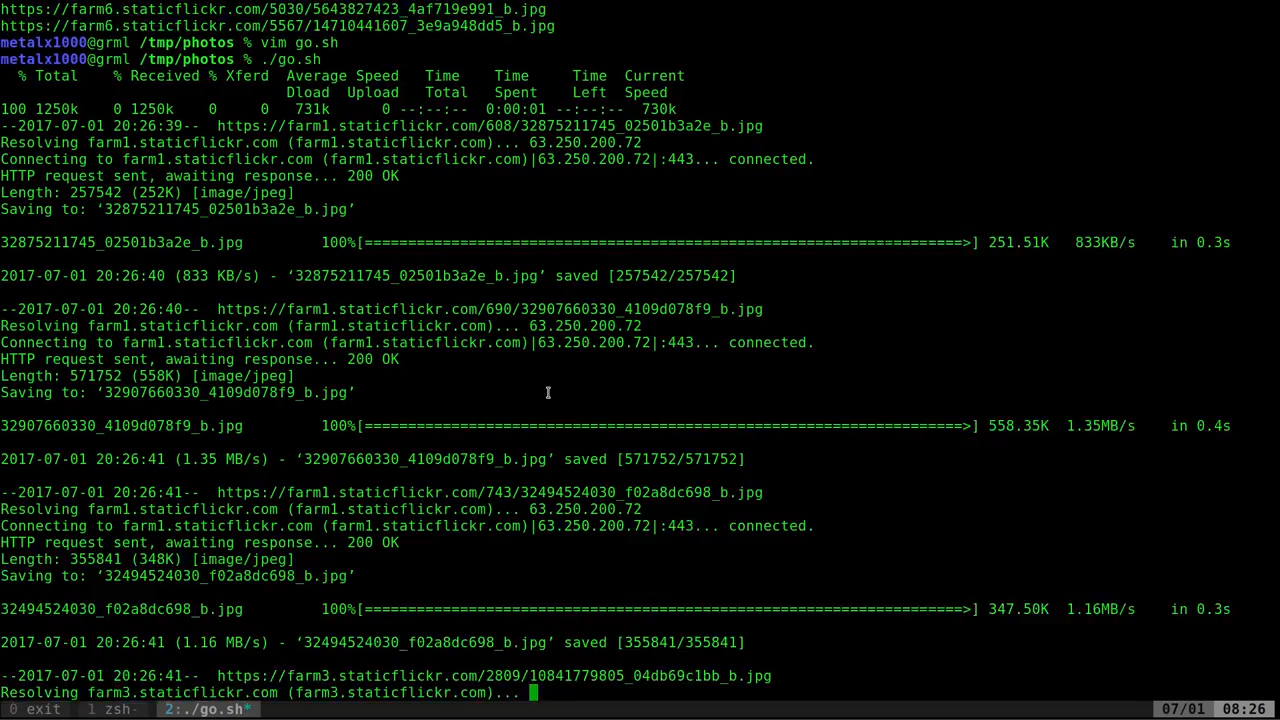 https://farm6.staticflickr.com/5030/5643827423_4af719e991_b.jpg
https://farm6.staticflickr.com/5567/14710441607_3e9a948dd5_b.jpg
metalx1000@grml /tmp/photos % vim go.sh
metalx1000@grml /tmp/photos % ./go.sh
  % Total    % Received % Xferd  Average Speed   Time    Time     Time  Current
                                 Dload  Upload   Total   Spent    Left  Speed
100 1250k    0 1250k    0     0   731k      0 --:--:--  0:00:01 --:--:--  730k
--2017-07-01 20:26:39--  https://farm1.staticflickr.com/608/32875211745_02501b3a2e_b.jpg
Resolving farm1.staticflickr.com (farm1.staticflickr.com)... 63.250.200.72
Connecting to farm1.staticflickr.com (farm1.staticflickr.com)|63.250.200.72|:443... connected.
HTTP request sent, awaiting response... 200 OK
Length: 257542 (252K) [image/jpeg]
Saving to: ‘32875211745_02501b3a2e_b.jpg’
32875211745_02501b3a2e_b.jpg         100%[=====================================================================>] 251.51K   833KB/s    in 0.3s
2017-07-01 20:26:40 (833 KB/s) - ‘32875211745_02501b3a2e_b.jpg’ saved [257542/257542]
--2017-07-01 20:26:40--  https://farm1.staticflickr.com/690/32907660330_4109d078f9_b.jpg
Resolving farm1.staticflickr.com (farm1.staticflickr.com)... 63.250.200.72
Connecting to farm1.staticflickr.com (farm1.staticflickr.com)|63.250.200.72|:443... connected.
HTTP request sent, awaiting response... 200 OK
Length: 571752 (558K) [image/jpeg]
Saving to: ‘32907660330_4109d078f9_b.jpg’
32907660330_4109d078f9_b.jpg         100%[=====================================================================>] 558.35K  1.35MB/s    in 0.4s
2017-07-01 20:26:41 (1.35 MB/s) - ‘32907660330_4109d078f9_b.jpg’ saved [571752/571752]
--2017-07-01 20:26:41--  https://farm1.staticflickr.com/743/32494524030_f02a8dc698_b.jpg
Resolving farm1.staticflickr.com (farm1.staticflickr.com)... 63.250.200.72
Connecting to farm1.staticflickr.com (farm1.staticflickr.com)|63.250.200.72|:443... connected.
HTTP request sent, awaiting response... 200 OK
Length: 355841 (348K) [image/jpeg]
Saving to: ‘32494524030_f02a8dc698_b.jpg’
32494524030_f02a8dc698_b.jpg         100%[=====================================================================>] 347.50K  1.16MB/s    in 0.3s
2017-07-01 20:26:41 (1.16 MB/s) - ‘32494524030_f02a8dc698_b.jpg’ saved [355841/355841]
--2017-07-01 20:26:41--  https://farm3.staticflickr.com/2809/10841779805_04db69c1bb_b.jpg
Resolving farm3.staticflickr.com (farm3.staticflickr.com)...
0 exit  1 zsh-  2:./go.sh*  07/01  08:26